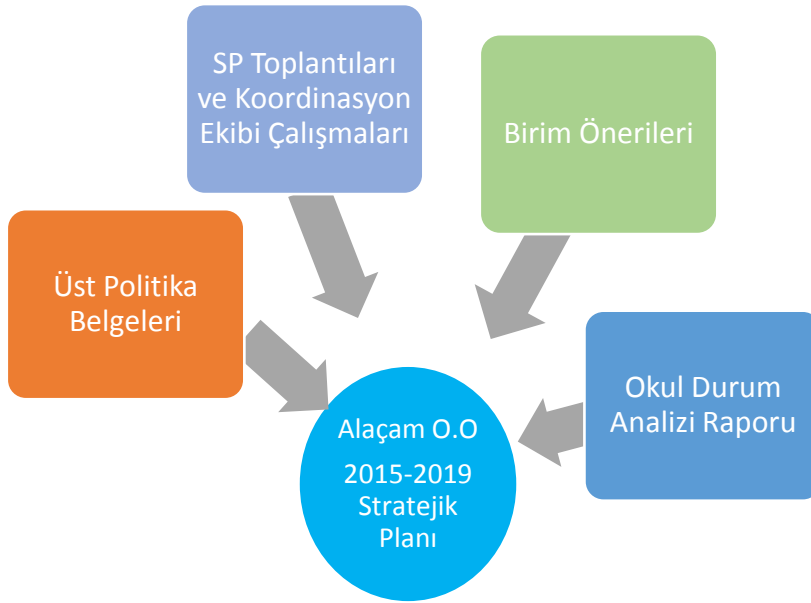 SP Toplantıları
ve Koordinasyon
Ekibi Çalışmaları
Birim Önerileri
Üst Politika
Belgeleri
Okul Durum
Analizi Raporu
Alaçam O.O
2015-2019
Stratejik
Planı